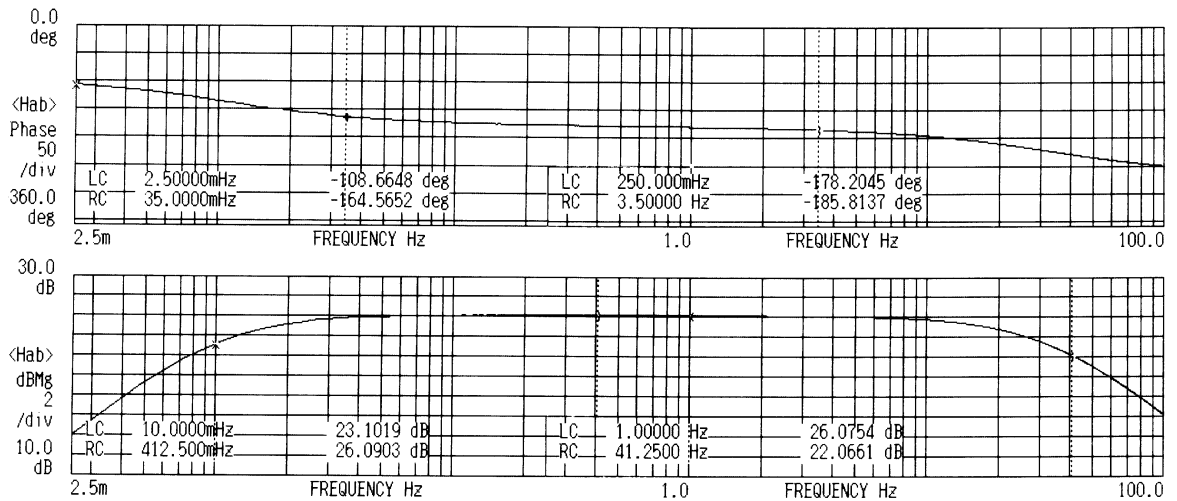 0.0
deg
<Hab>
Phase
50
/div
LC 2.50000mHz -108.6648 deg LC 250.000mHz -178.2045 deg
RC 35.0000mHz -164.5652 deg RC 3.50000 Hz -185.8137 deg
360.0
deg
2.5m FREQUENCY Hz 1.0 FREQUENCY Hz 100.0
30.0
dB
<Hab>
dBMg
2
/div
LC 10.0000mHz 23.1019 dB LC 1.00000 Hz 26.0754 dB
RC 412.500mHz 26.0903 dB RC 41.2500 Hz 22.0661 dB
10.0
dB
2.5m FREQUENCY Hz 1.0 FREQUENCY Hz 100.0